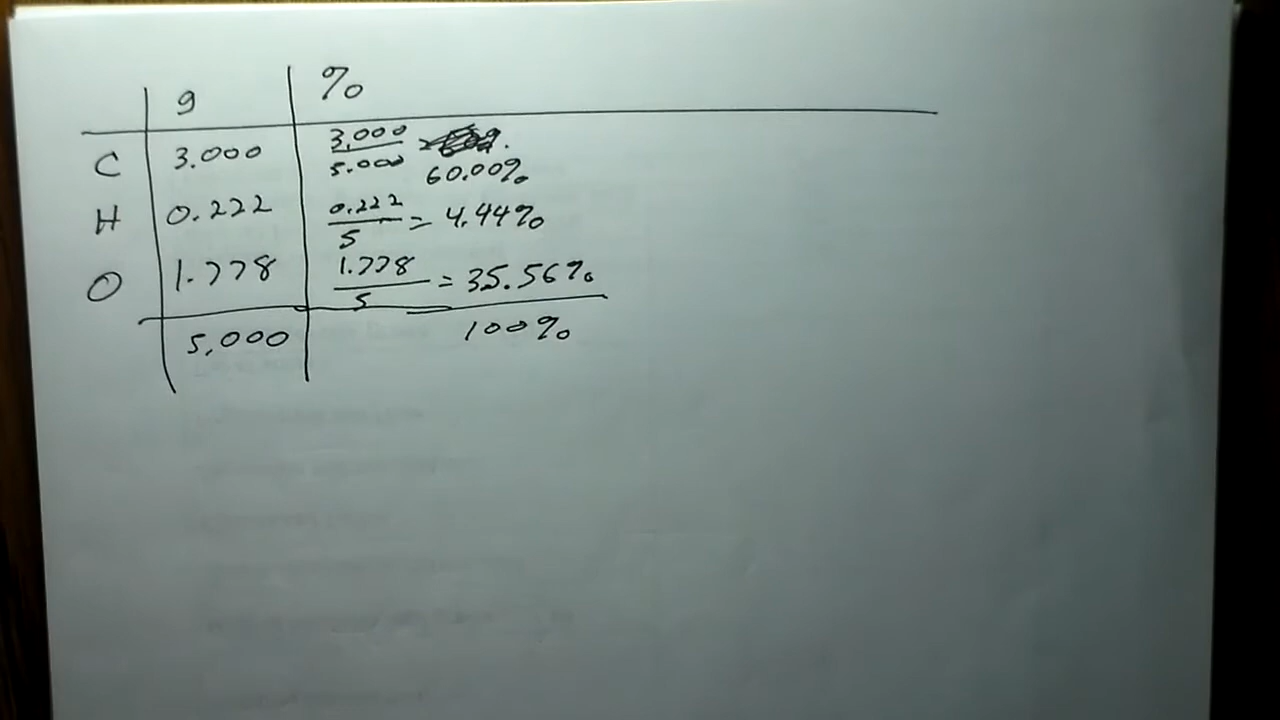 g %
C 3.000 3.000/5.000 = 60.00%
H 0.222 0.222/5 = 4.44%
O 1.778 1.778/5 = 35.56%
5,000 100%